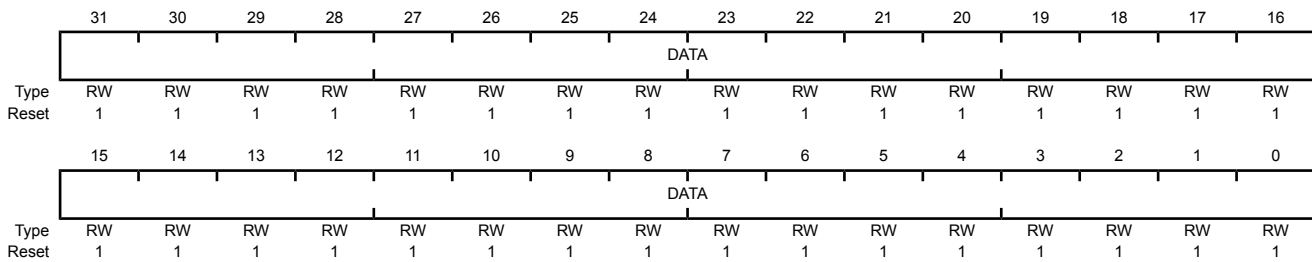 31 30 29 28 27 26 25 24 23 22 21 20 19 18 17 16
DATA
Type RW RW RW RW RW RW RW RW RW RW RW RW RW RW RW RW
Reset 1 1 1 1 1 1 1 1 1 1 1 1 1 1 1 1
15 14 13 12 11 10 9 8 7 6 5 4 3 2 1 0
DATA
Type RW RW RW RW RW RW RW RW RW RW RW RW RW RW RW RW
Reset 1 1 1 1 1 1 1 1 1 1 1 1 1 1 1 1